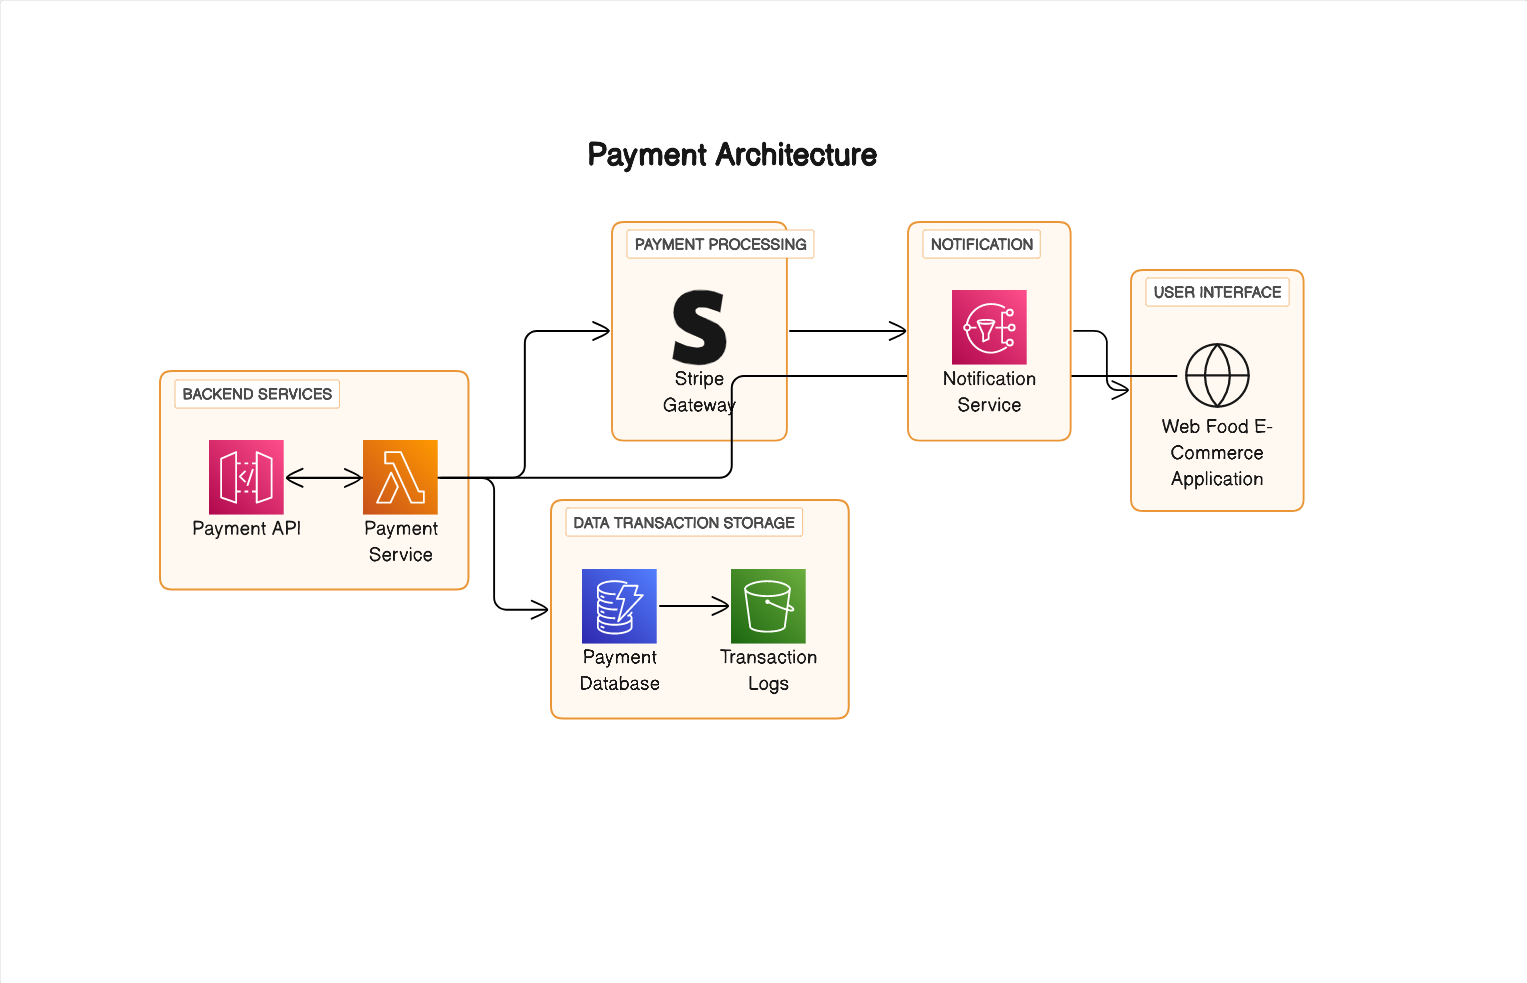 Payment Architecture
PAYMENT PROCESSING
Stripe
Gateway
NOTIFICATION
Notification
Service
USER INTERFACE
Web Food E-
Commerce
Application
BACKEND SERVICES
Payment API
Payment
Service
DATA TRANSACTION STORAGE
Payment
Database
Transaction
Logs